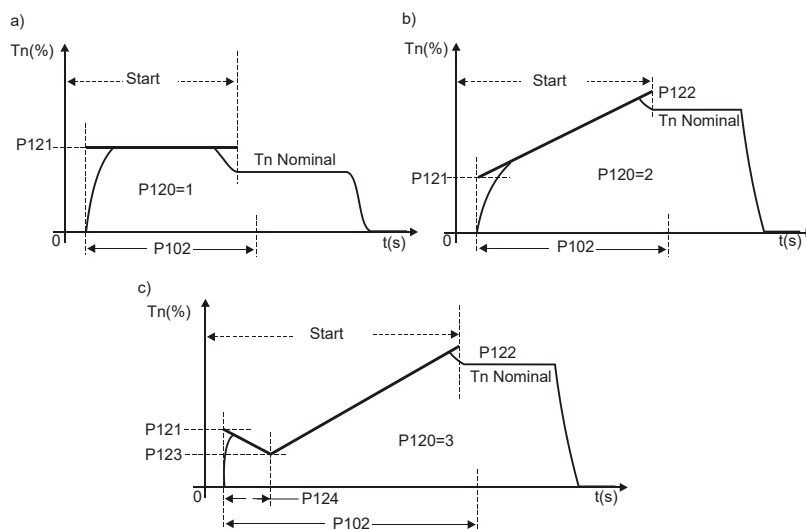 a)
Tn(%)
Start
P121
Tn Nominal
P120=1
0
P102
t(s)
b)
Tn(%)
Start
P122
Tn Nominal
P121
P120=2
0
P102
t(s)
c)
Tn(%)
Start
P122
Tn Nominal
P121
P120=3
P123
0
P124
t(s)
P102